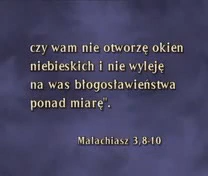 czy wam nie otworzę okien
niebieskich i nie wyleję
na was błogosławieństwa
ponad miarę".
Malachiasz 3,8-10